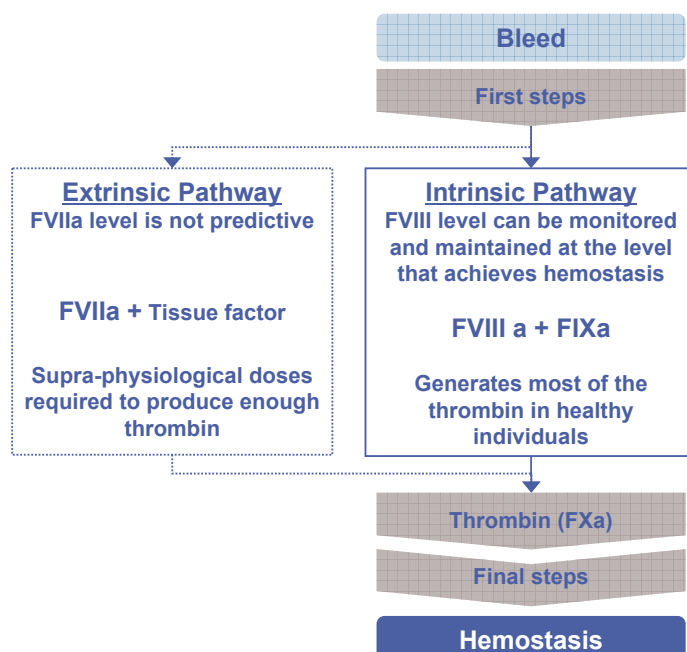 Bleed
First steps
Extrinsic Pathway
FVIIa level is not predictive
FVIIa + Tissue factor
Supra-physiological doses
required to produce enough
thrombin
Intrinsic Pathway
FVIII level can be monitored
and maintained at the level
that achieves hemostasis
FVIII a + FIXa
Generates most of the
thrombin in healthy
individuals
Thrombin (FXa)
Final steps
Hemostasis